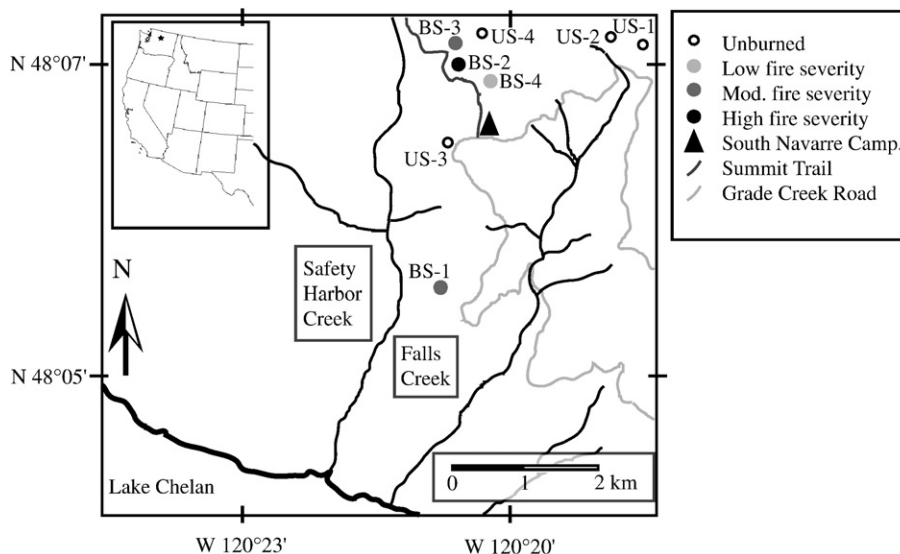 BS-3
US-4
US-2
US-1
N 48°07'
BS-2
BS-4
US-3
Unburned
Low fire severity
Mod. fire severity
High fire severity
South Navarre Camp.
Summit Trail
Grade Creek Road
N
Safety
Harbor
Creek
BS-1
Falls
Creek
N 48°05'
Lake Chelan
0 1 2 km
W 120°23' W 120°20'